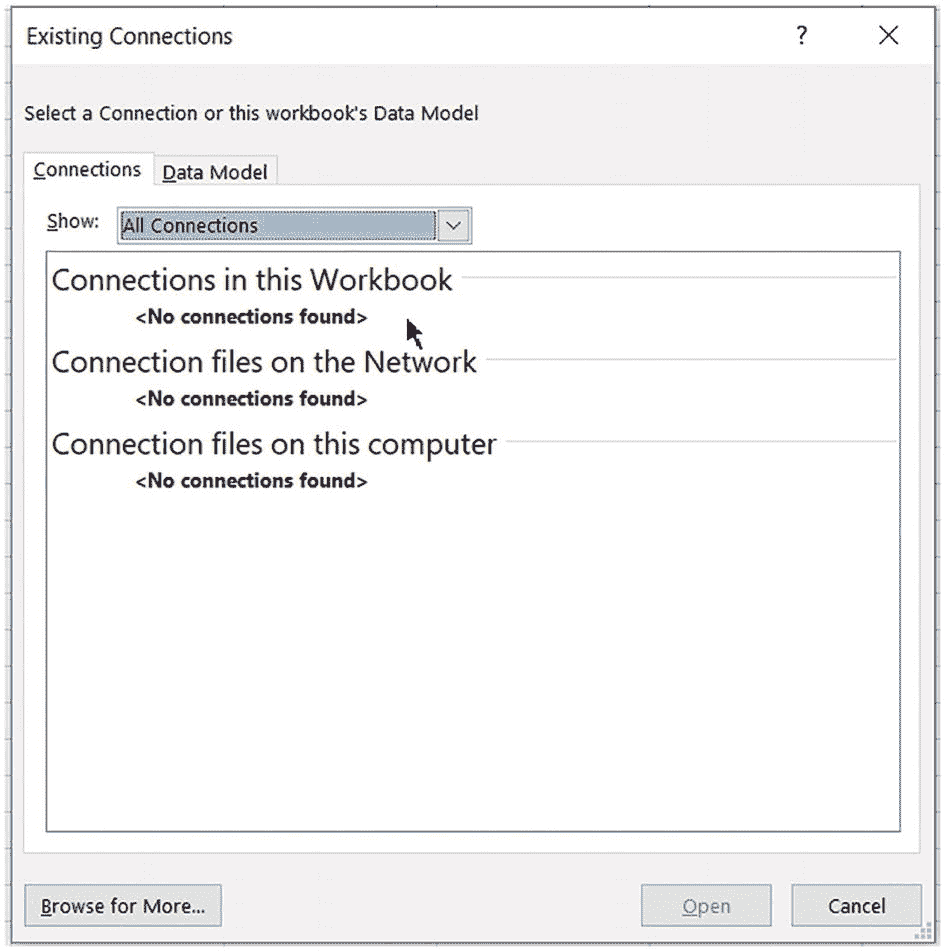 Existing Connections ?
Select a Connection or this workbook's Data Model
Connections Data Model
Show: All Connections
Connections in this Workbook
<No connections found>
Connection files on the Network
<No connections found>
Connection files on this computer
<No connections found>
Browse for More... Open Cancel